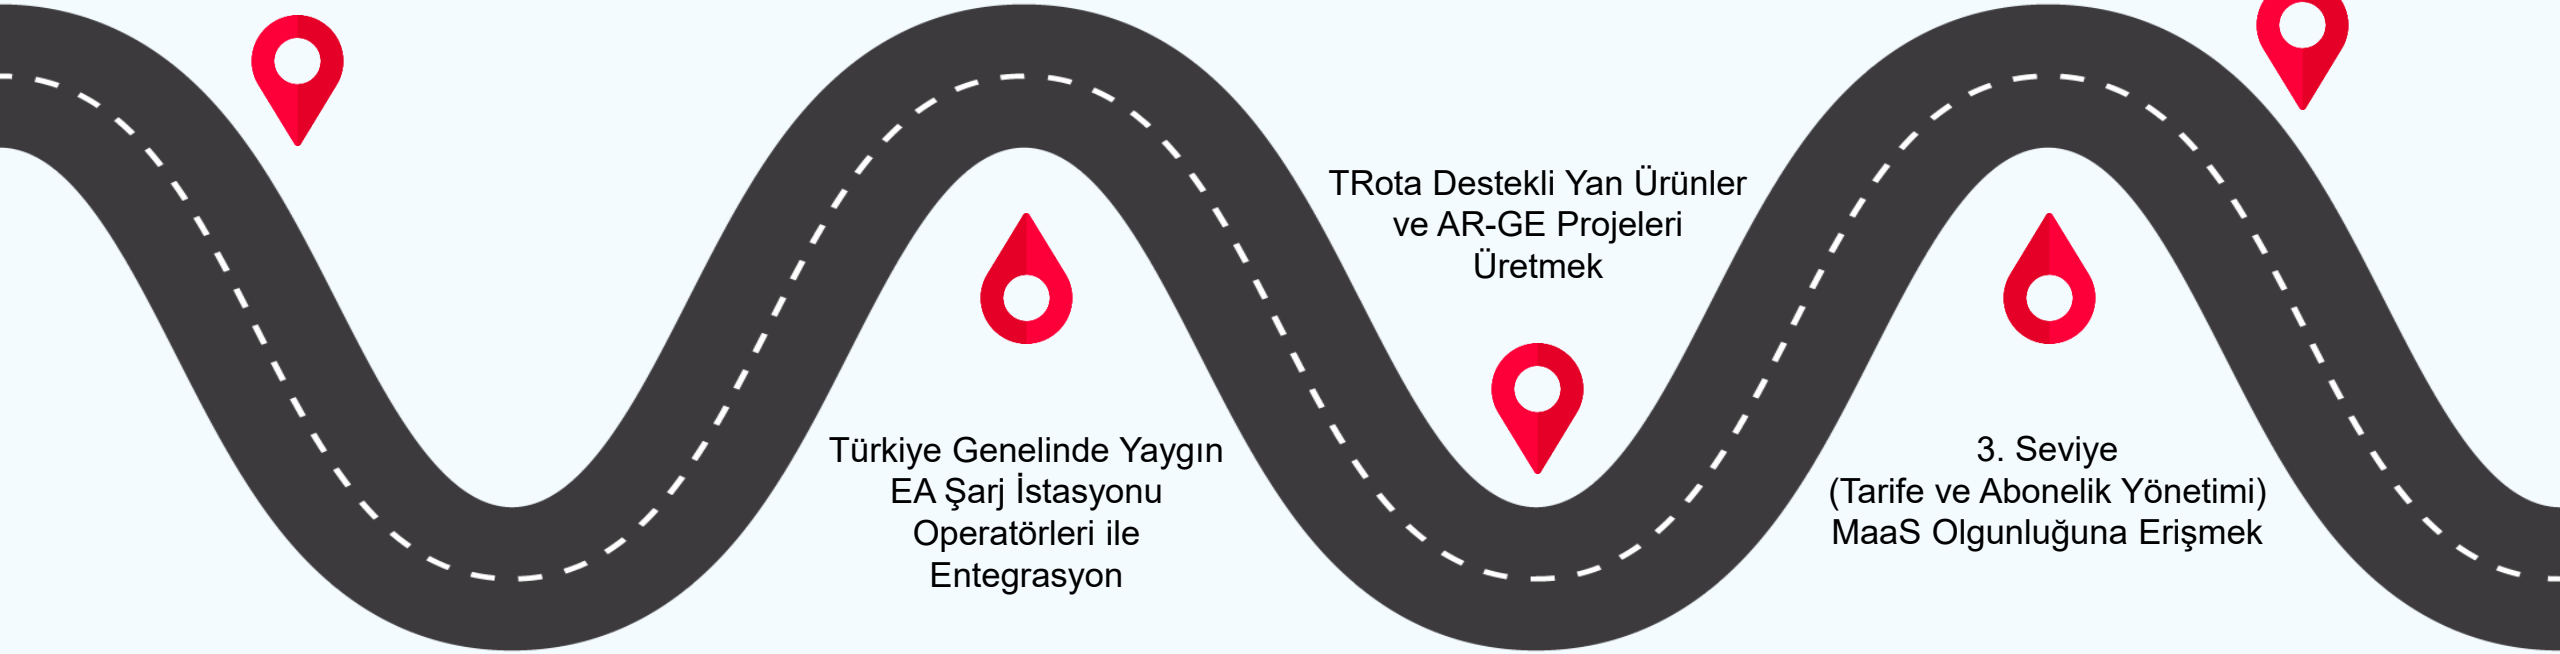 Türkiye Genelinde Yaygın
EA Şarj İstasyonu
Operatörleri ile
Entegrasyon
TRota Destekli Yan Ürünler
ve AR-GE Projeleri
Üretmek
3. Seviye
(Tarife ve Abonelik Yönetimi)
MaaS Olgunluğuna Erişmek